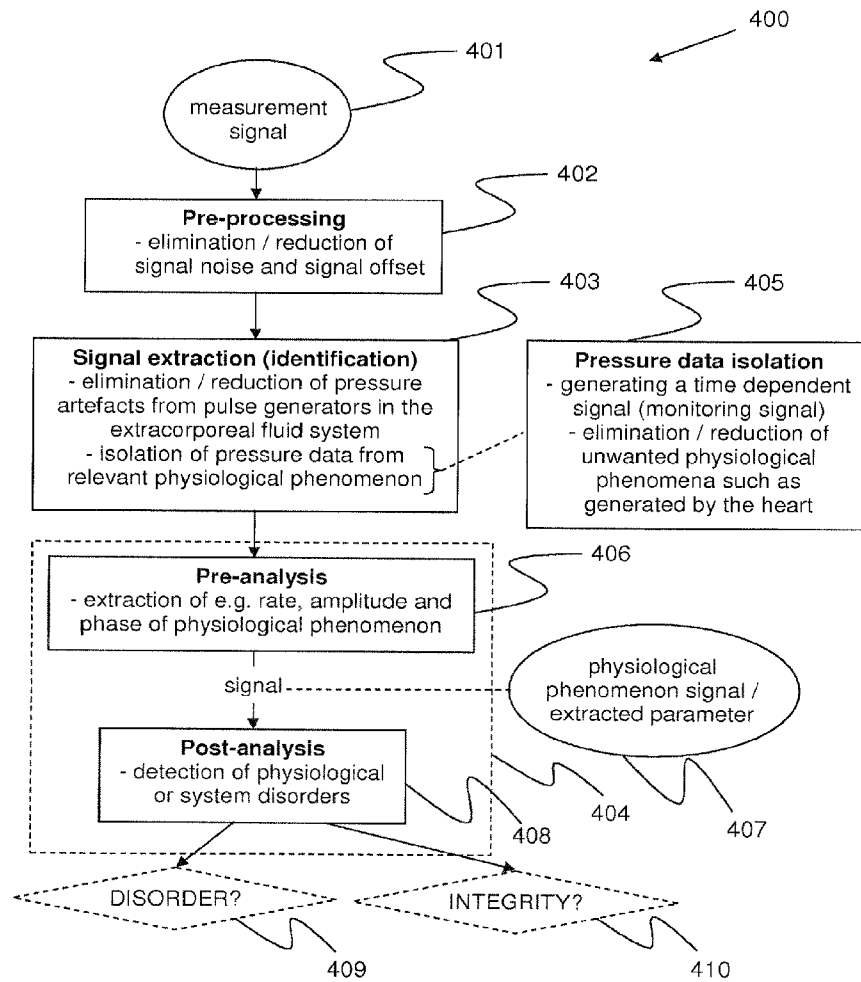 400
401
measurement
signal
402
Pre-processing
- elimination / reduction of
signal noise and signal offset
403
405
Signal extraction (identification)
- elimination / reduction of pressure
artefacts from pulse generators in the
extracorporeal fluid system
- isolation of pressure data from
relevant physiological phenomenon
Pressure data isolation
- generating a time dependent
signal (monitoring signal)
- elimination / reduction of
unwanted physiological
phenomena such as
generated by the heart
406
Pre-analysis
- extraction of e.g. rate, amplitude and
phase of physiological phenomenon
signal
physiological
phenomenon signal /
extracted parameter
Post-analysis
- detection of physiological
or system disorders
408
404
407
DISORDER?
INTEGRITY?
409
410